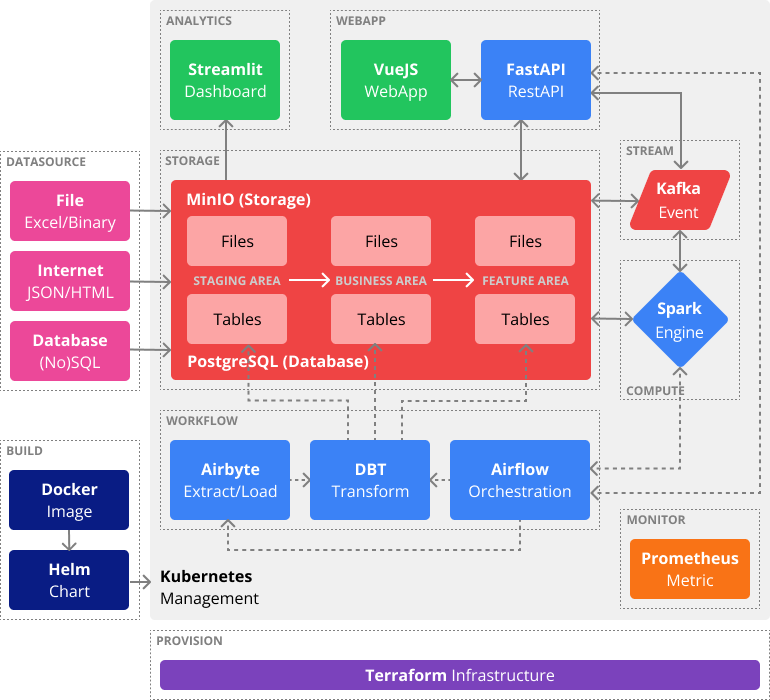 ANALYTICS
Streamlit
Dashboard
WEBAPP
VueJS
WebApp
FastAPI
RestAPI
DATASOURCE
File
Excel/Binary
Internet
JSON/HTML
Database
(No)SQL
STORAGE
MinIO (Storage)
Files
Files
Files
STAGING AREA
BUSINESS AREA
FEATURE AREA
Tables
Tables
Tables
PostgreSQL (Database)
STREAM
Kafka
Event
Spark
Engine
COMPUTE
WORKFLOW
Airbyte
Extract/Load
DBT
Transform
Airflow
Orchestration
BUILD
Docker
Image
Helm
Chart
Kubernetes
Management
MONITOR
Prometheus
Metric
PROVISION
Terraform Infrastructure